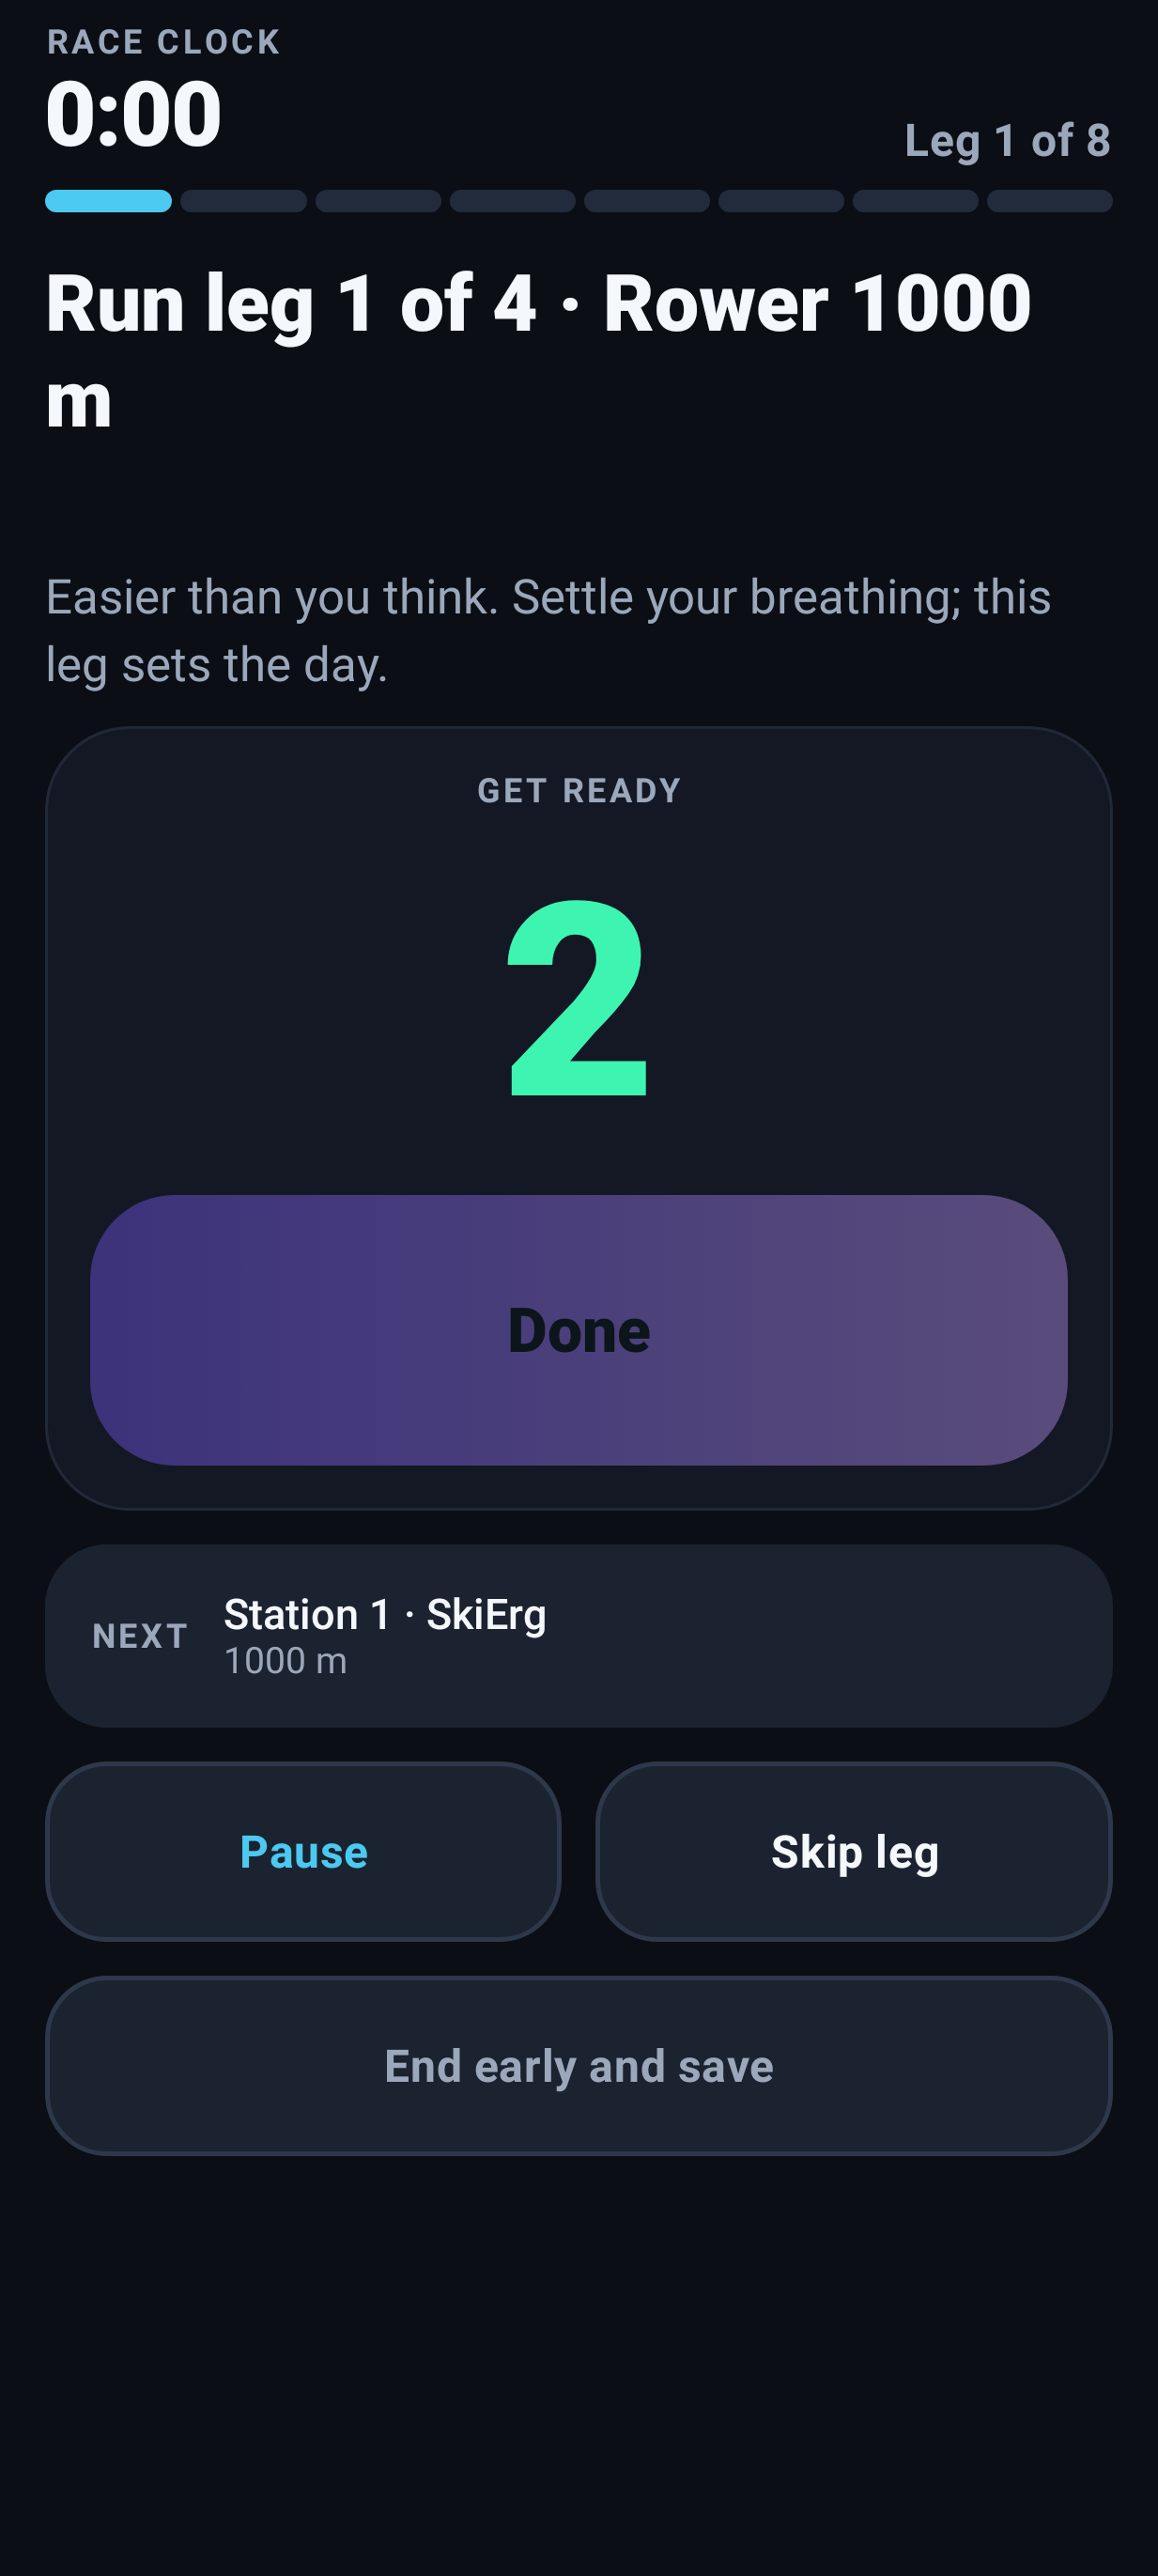 RACE CLOCK
0:00
Leg 1 of 8
Run leg 1 of 4 · Rower 1000
m
Easier than you think. Settle your breathing; this
leg sets the day.
GET READY
2
Done
NEXT
Station 1 · SkiErg
1000 m
Pause
Skip leg
End early and save